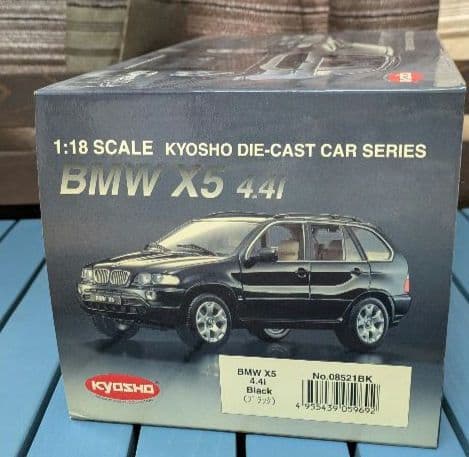 1:18 SCALE KYOSHO DIE-CAST CAR SERIES
BMW X5 4.4i
KYOSHO
BMW X5
4.4i
Black
(ブラック)
No.08521BK
4 955439 059692